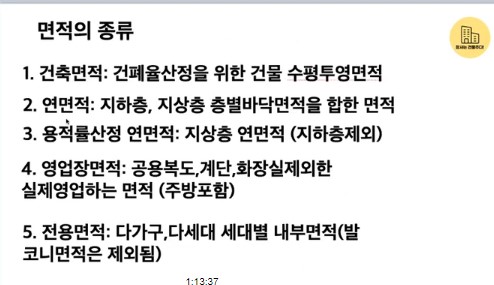 면적의 종류
1. 건축면적: 건폐율산정을 위한 건물 수평투영면적
2. 연면적: 지하층, 지상층 층별바닥면적을 합한 면적
3. 용적률산정 연면적: 지상층 연면적 (지하층제외)
4. 영업장면적: 공용복도,계단,화장실제외한
실제영업하는 면적 (주방포함)
5. 전용면적: 다가구,다세대 세대별 내부면적(발
코니면적은 제외됨)
1:13:37